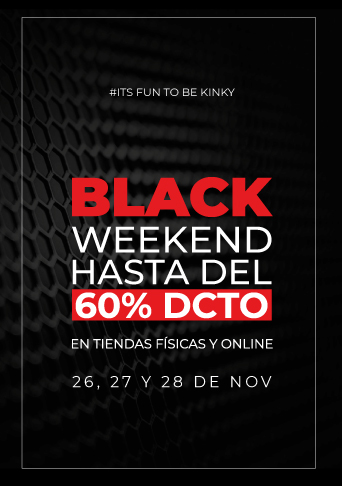 #ITS FUN TO BE KINKY
BLACK
WEEKEND
HASTA DEL
60% DCTO
EN TIENDAS FÍSICAS Y ONLINE
26, 27 Y 28 DE NOV